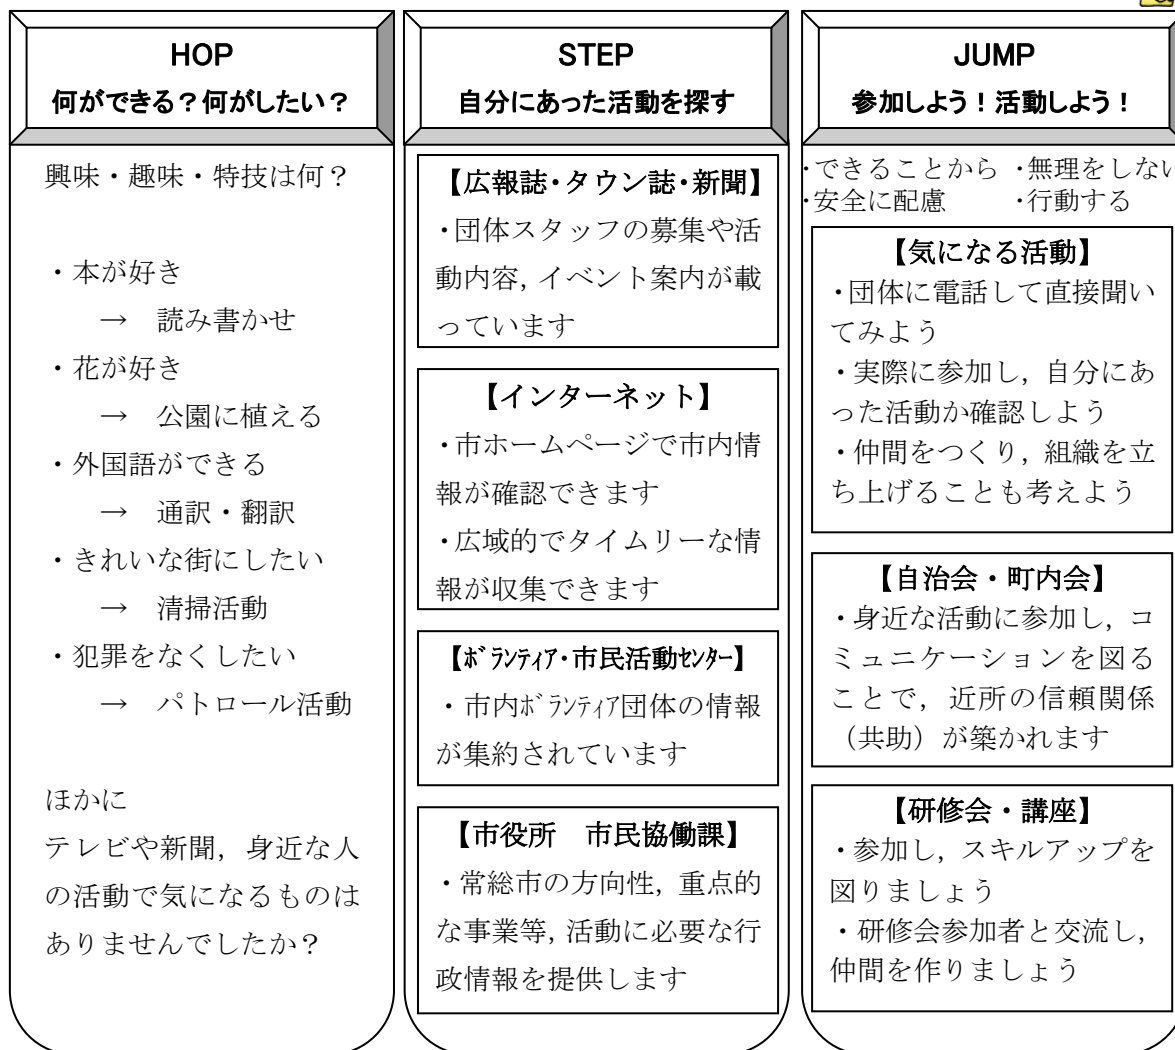 HOP
何ができる？何がしたい？
興味・趣味・特技は何？
・本が好き
→　読み書かせ
・花が好き
→　公園に植える
・外国語ができる
→　通訳・翻訳
・きれいな街にしたい
→　清掃活動
・犯罪をなくしたい
→　パトロール活動
ほかに
テレビや新聞，身近な人
の活動で気になるものは
ありませんでしたか？
STEP
自分にあった活動を探す
【広報誌・タウン誌・新聞】
・団体スタッフの募集や活
動内容，イベント案内が載
っています
【インターネット】
・市ホームページで市内情
報が確認できます
・広域的でタイムリーな情
報が収集できます
【ﾎﾞﾗﾝﾃｨｱ・市民活動ｾﾝﾀｰ】
・市内ﾎﾞﾗﾝﾃｨｱ団体の情報
が集約されています
【市役所　市民協働課】
・常総市の方向性，重点的
な事業等，活動に必要な行
政情報を提供します
JUMP
参加しよう！活動しよう！
・できることから ・無理をしない
・安全に配慮　　・行動する
【気になる活動】
・団体に電話して直接聞い
てみよう
・実際に参加し，自分にあ
った活動か確認しよう
・仲間をつくり，組織を立
ち上げることも考えよう
【自治会・町内会】
・身近な活動に参加し，コ
ミュニケーションを図る
ことで，近所の信頼関係
（共助）が築かれます
【研修会・講座】
・参加し，スキルアップを
図りましょう
・研修会参加者と交流し，
仲間を作りましょう